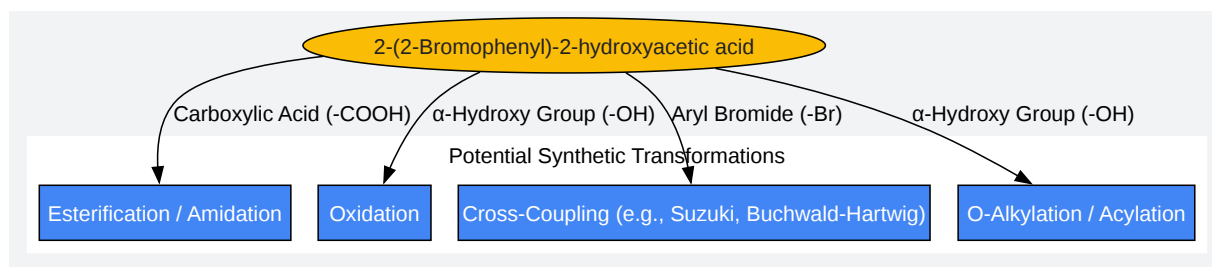 2-(2-Bromophenyl)-2-hydroxyacetic acid
Carboxylic Acid (-COOH)
α-Hydroxy Group (-OH)
Aryl Bromide (-Br)
α-Hydroxy Group (-OH)
Potential Synthetic Transformations
Esterification / Amidation
Oxidation
Cross-Coupling (e.g., Suzuki, Buchwald-Hartwig)
O-Alkylation / Acylation